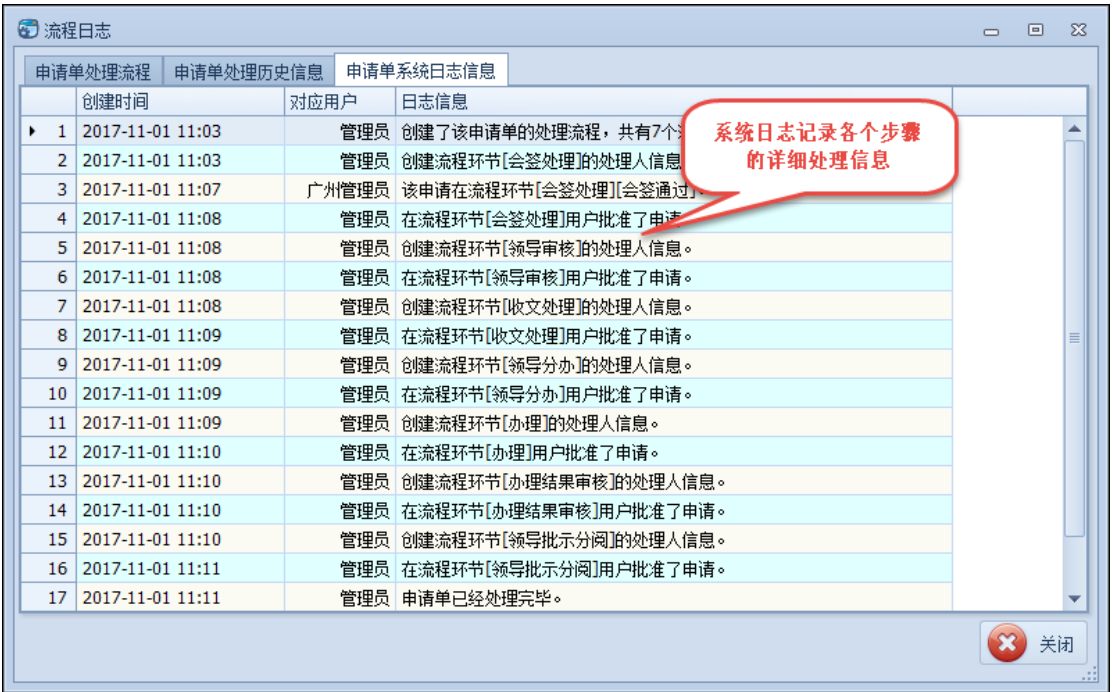 流程日志
申请单处理流程 申请单处理历史信息 申请单系统日志信息
创建时间 对应用户 日志信息
1 2017-11-01 11:03 管理员 创建了该申请单的处理流程，共有7个
2 2017-11-01 11:03 管理员 创建流程环节[会签处理]的处理人信息
3 2017-11-01 11:07 广州管理员 该申请在流程环节[会签处理][会签通过]。
4 2017-11-01 11:08 管理员 在流程环节[会签处理]用户批准了申请。
5 2017-11-01 11:08 管理员 创建流程环节[领导审核]的处理人信息。
6 2017-11-01 11:08 管理员 在流程环节[领导审核]用户批准了申请。
7 2017-11-01 11:08 管理员 创建流程环节[收文处理]的处理人信息。
8 2017-11-01 11:09 管理员 在流程环节[收文处理]用户批准了申请。
9 2017-11-01 11:09 管理员 创建流程环节[领导分办]的处理人信息。
10 2017-11-01 11:09 管理员 在流程环节[领导分办]用户批准了申请。
11 2017-11-01 11:09 管理员 创建流程环节[办理]的处理人信息。
12 2017-11-01 11:10 管理员 在流程环节[办理]用户批准了申请。
13 2017-11-01 11:10 管理员 创建流程环节[办理结果审核]的处理人信息。
14 2017-11-01 11:10 管理员 在流程环节[办理结果审核]用户批准了申请。
15 2017-11-01 11:10 管理员 创建流程环节[领导批示分阅]的处理人信息。
16 2017-11-01 11:11 管理员 在流程环节[领导批示分阅]用户批准了申请。
17 2017-11-01 11:11 管理员 申请单已经处理完毕。
系统日志记录各个步骤
的详细处理信息
关闭